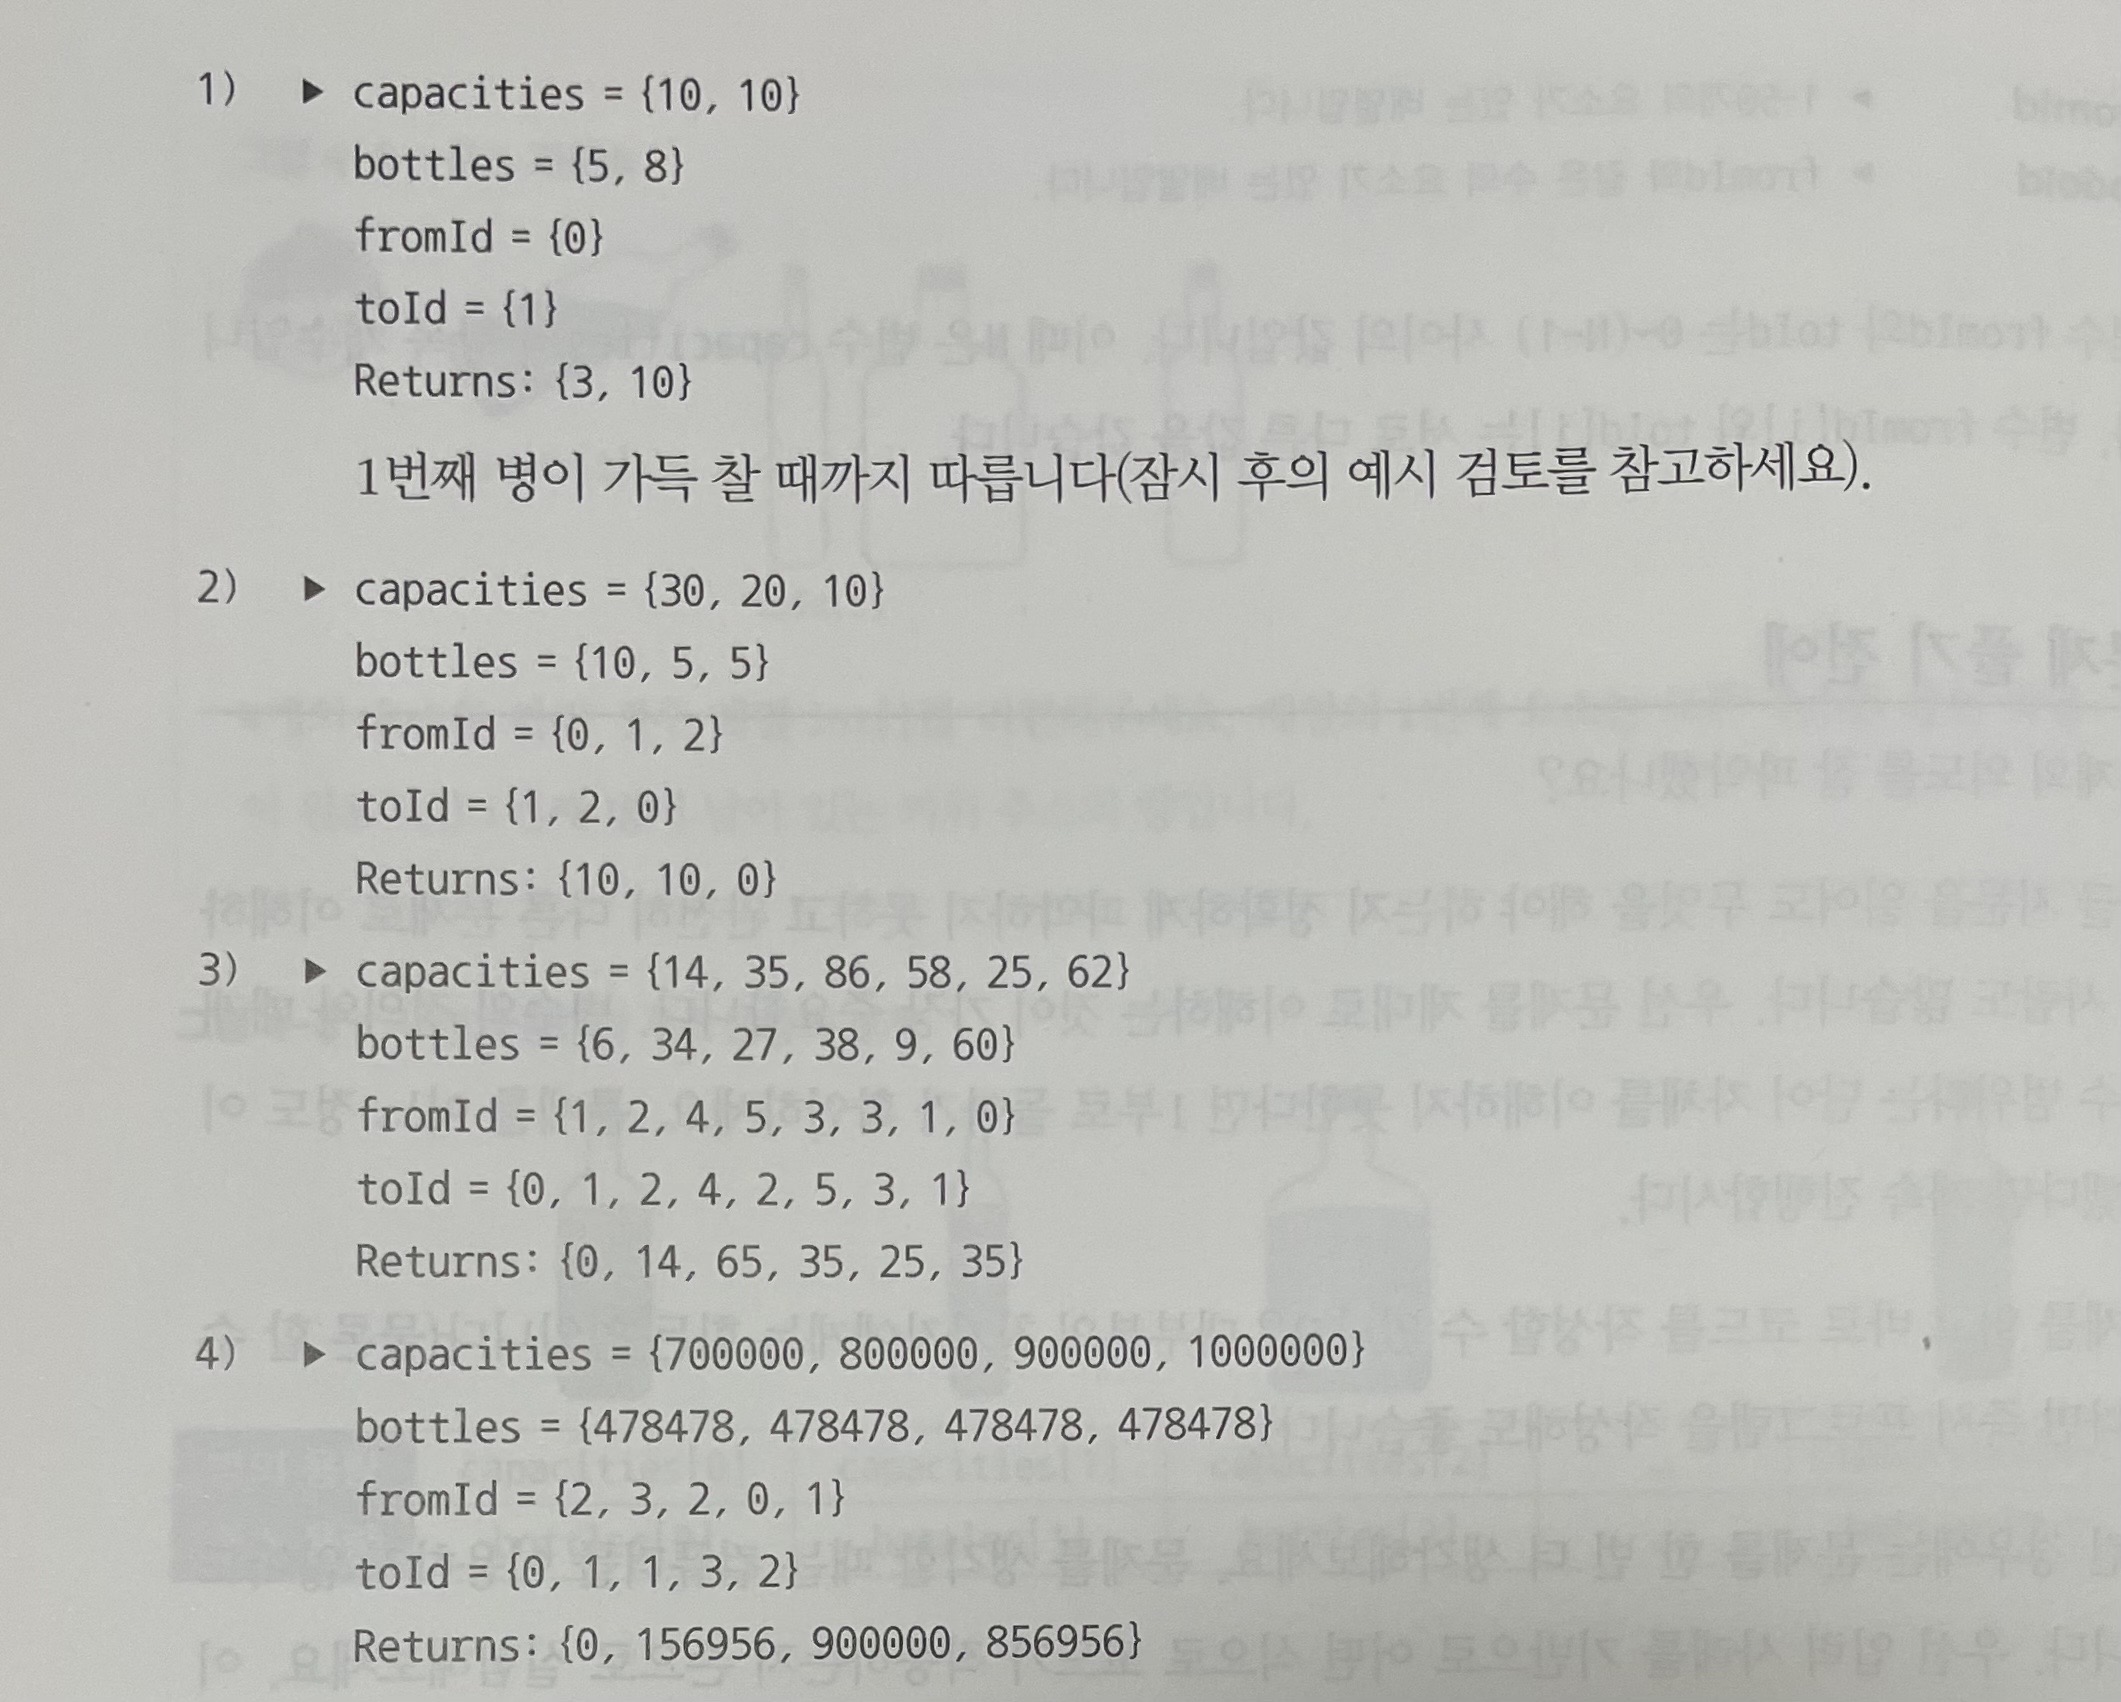 1) ▶ capacities = {10, 10}
bottles = {5, 8}
fromId = {0}
toId = {1}
Returns: {3, 10}
1번째 병이 가득 찰 때까지 따릅니다(잠시 후의 예시 검토를 참고하세요).
2) ▶ capacities = {30, 20, 10}
bottles = {10, 5, 5}
fromId = {0, 1, 2}
toId = {1, 2, 0}
Returns: {10, 10, 0}
3) ▶ capacities = {14, 35, 86, 58, 25, 62}
bottles = {6, 34, 27, 38, 9, 60}
fromId = {1, 2, 4, 5, 3, 3, 1, 0}
toId = {0, 1, 2, 4, 2, 5, 3, 1}
Returns: {0, 14, 65, 35, 25, 35}
4) ▶ capacities = {700000, 800000, 900000, 1000000}
bottles = {478478, 478478, 478478, 478478}
fromId = {2, 3, 2, 0, 1}
toId = {0, 1, 1, 3, 2}
Returns: {0, 156956, 900000, 856956}